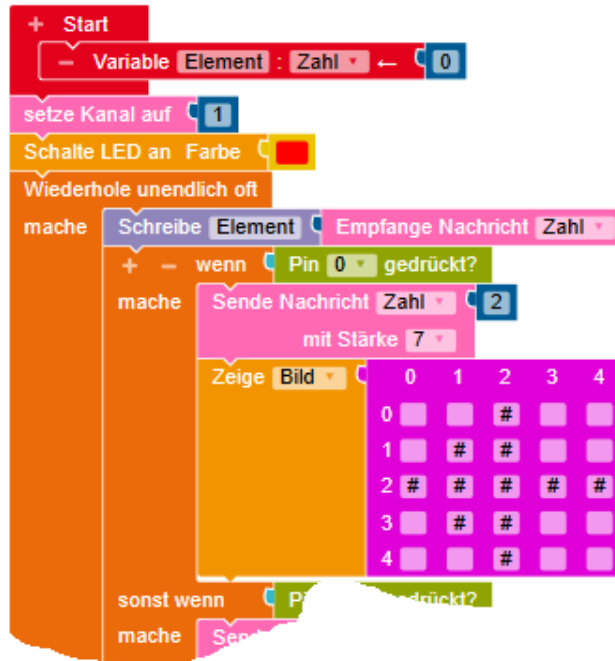 + Start
− Variable Element : Zahl ← 0
setze Kanal auf 1
Schalte LED an Farbe
Wiederhole unendlich oft
mache Schreibe Element Empfange Nachricht Zahl
+ − wenn Pin 0 gedrückt?
mache Sende Nachricht Zahl 2
mit Stärke 7
Zeige Bild 0 1 2 3 4
0 #
1 # #
2 # # # # #
3 # #
4 #
sonst wenn gedrückt?
mache